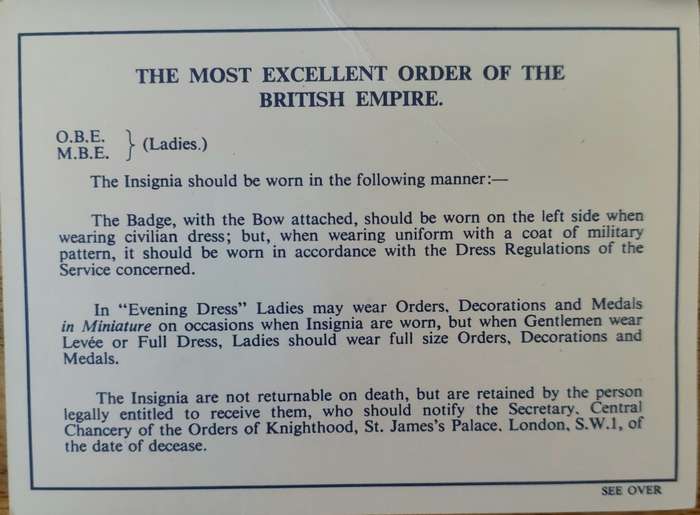 THE MOST EXCELLENT ORDER OF THE
BRITISH EMPIRE.
O.B.E.
M.B.E. } (Ladies.)
The Insignia should be worn in the following manner:—
The Badge, with the Bow attached, should be worn on the left side when
wearing civilian dress; but, when wearing uniform with a coat of military
pattern, it should be worn in accordance with the Dress Regulations of the
Service concerned.
In “Evening Dress” Ladies may wear Orders, Decorations and Medals
in Miniature on occasions when Insignia are worn, but when Gentlemen wear
Levée or Full Dress, Ladies should wear full size Orders, Decorations and
Medals.
The Insignia are not returnable on death, but are retained by the person
legally entitled to receive them, who should notify the Secretary, Central
Chancery of the Orders of Knighthood, St. James’s Palace, London, S.W.1, of
the date of decease.
SEE OVER